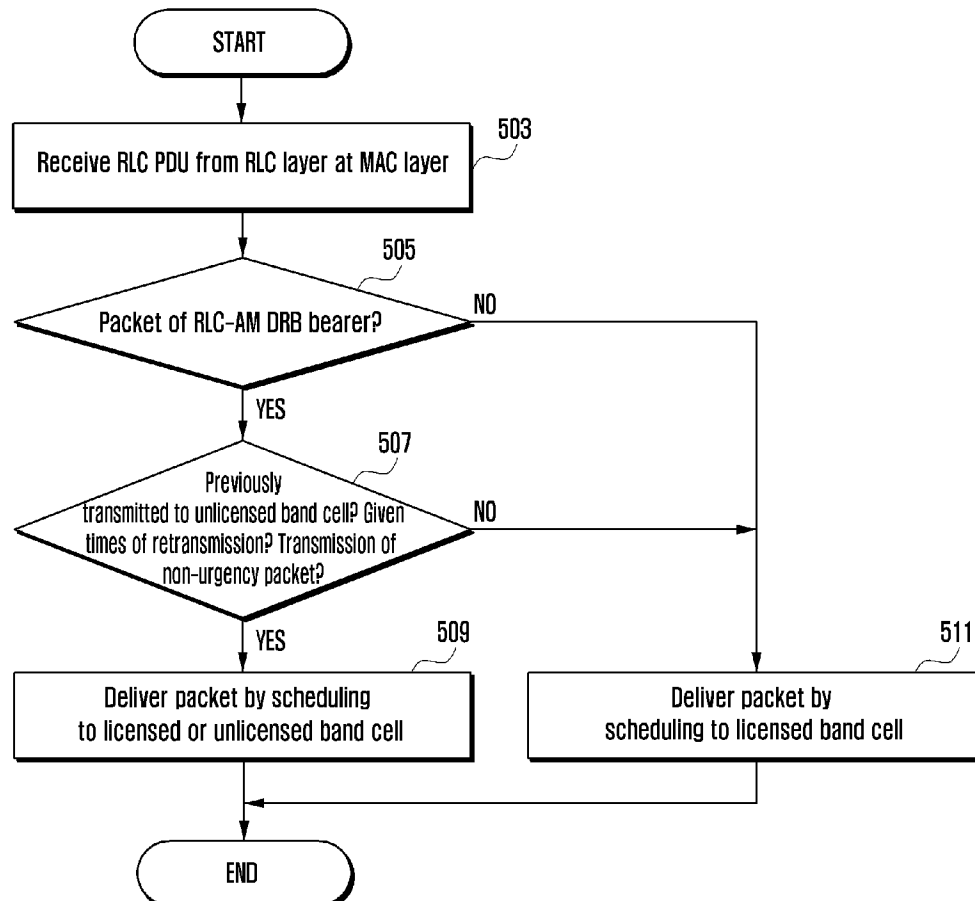 START
503
Receive RLC PDU from RLC layer at MAC layer
505
Packet of RLC-AM DRB bearer?
NO
YES
507
Previously
transmitted to unlicensed band cell? Given
times of retransmission? Transmission of
non-urgency packet?
NO
YES
509
Deliver packet by scheduling
to licensed or unlicensed band cell
511
Deliver packet by
scheduling to licensed band cell
END